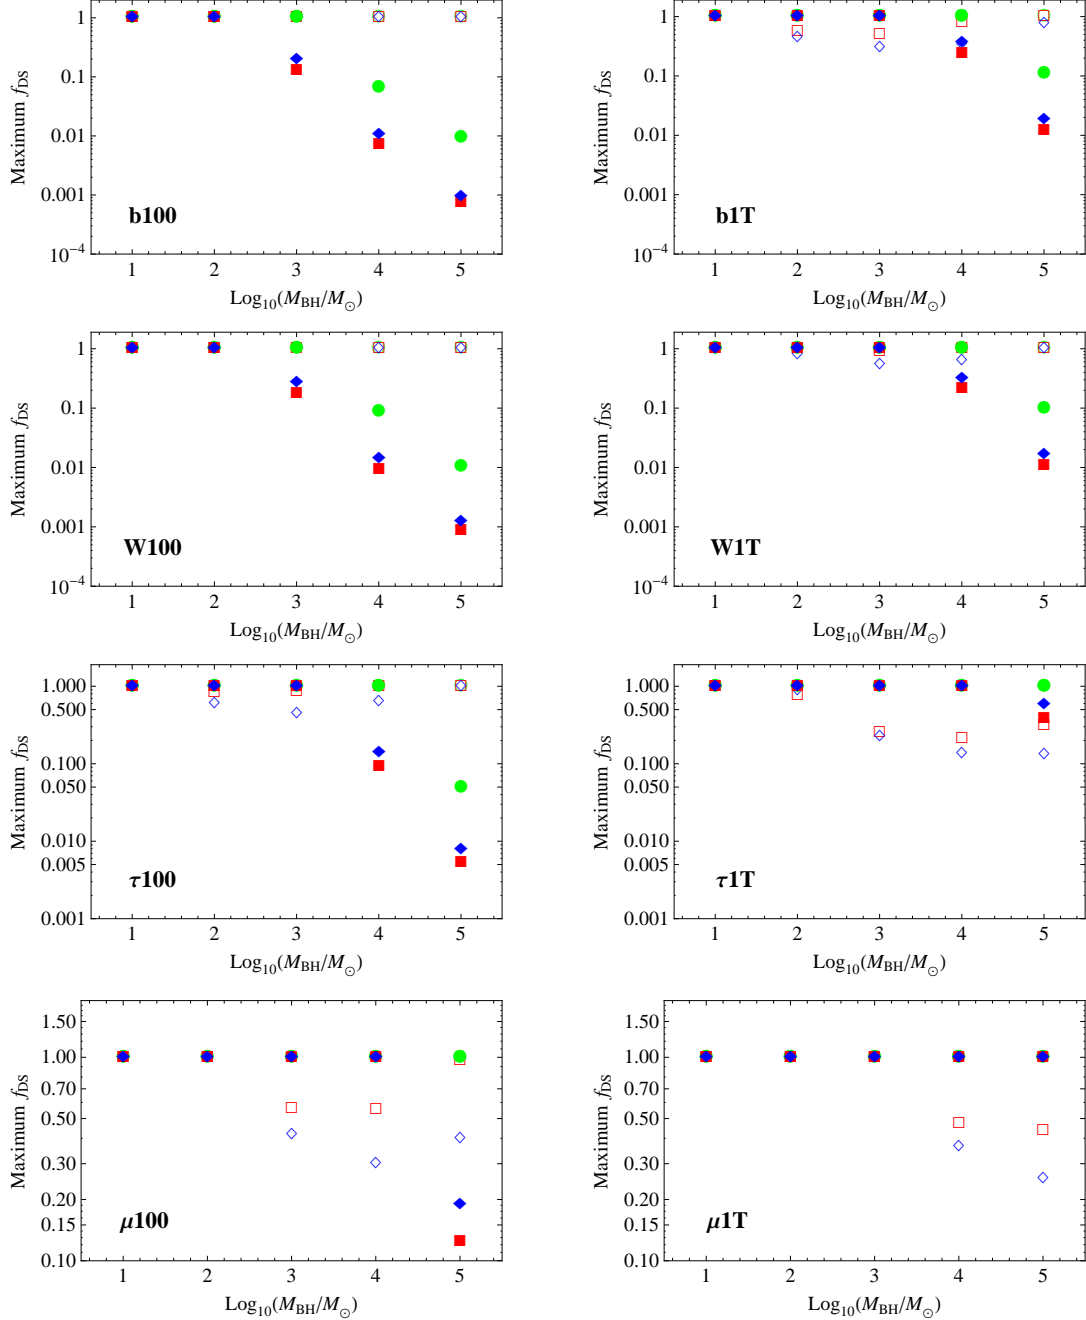 Maximum f_DS
1
0.1
0.01
0.001
10⁻⁴
b100
1 2 3 4 5
Log₁₀(M_BH/M_⊙)
Maximum f_DS
1
0.1
0.01
0.001
10⁻⁴
b1T
1 2 3 4 5
Log₁₀(M_BH/M_⊙)
Maximum f_DS
1
0.1
0.01
0.001
10⁻⁴
W100
1 2 3 4 5
Log₁₀(M_BH/M_⊙)
Maximum f_DS
1
0.1
0.01
0.001
10⁻⁴
W1T
1 2 3 4 5
Log₁₀(M_BH/M_⊙)
Maximum f_DS
1.000
0.500
0.100
0.050
0.010
0.005
0.001
τ100
1 2 3 4 5
Log₁₀(M_BH/M_⊙)
Maximum f_DS
1.000
0.500
0.100
0.050
0.010
0.005
0.001
τ1T
1 2 3 4 5
Log₁₀(M_BH/M_⊙)
Maximum f_DS
1.50
1.00
0.70
0.50
0.30
0.20
0.15
0.10
μ100
1 2 3 4 5
Log₁₀(M_BH/M_⊙)
Maximum f_DS
1.50
1.00
0.70
0.50
0.30
0.20
0.15
0.10
μ1T
1 2 3 4 5
Log₁₀(M_BH/M_⊙)